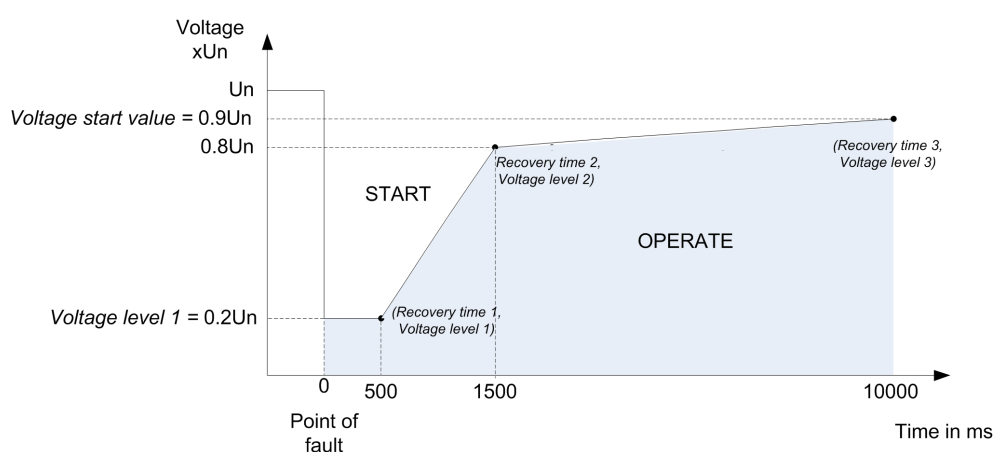 Voltage
xUn
Un
Voltage start value = 0.9Un
0.8Un
(Recovery time 3,
Voltage level 3)
Recovery time 2,
Voltage level 2)
START
OPERATE
Voltage level 1 = 0.2Un
(Recovery time 1,
Voltage level 1)
0
500
1500
10000
Point of
fault
Time in ms